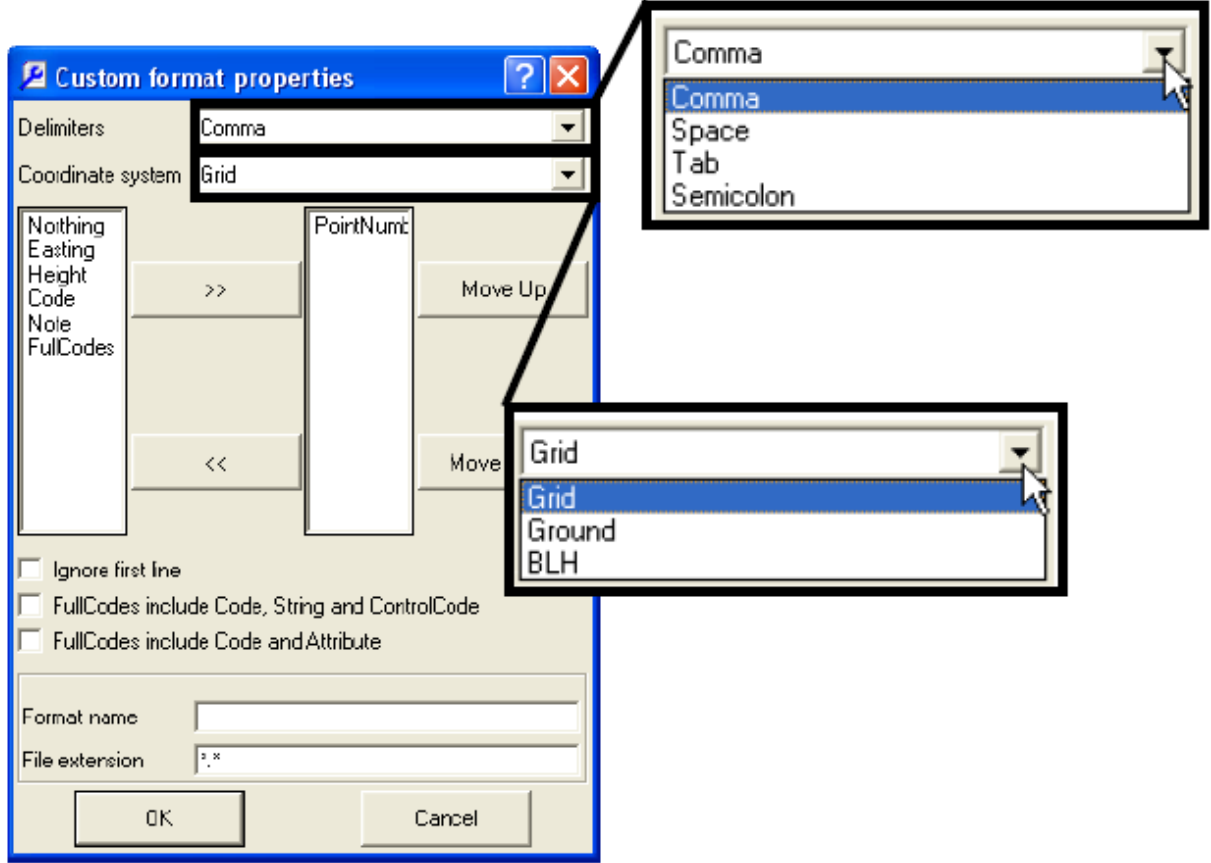 Custom format properties
?
Delimiters
Comma
Coordinate system
Grid
Northing
Easting
Height
Code
Note
FullCodes
>>
<<
PointNumb
Move Up
Move
Ignore first line
FullCodes include Code, String and ControlCode
FullCodes include Code and Attribute
Format name
File extension
*.*
OK
Cancel
Comma
Comma
Space
Tab
Semicolon
Grid
Grid
Ground
BLH